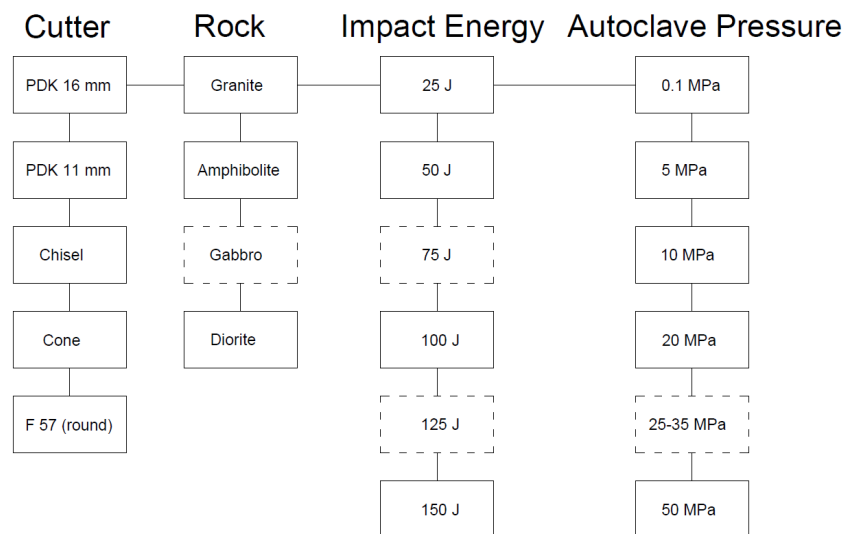 Cutter Rock Impact Energy Autoclave Pressure
PDK 16 mm Granite 25 J 0.1 MPa
PDK 11 mm Amphibolite 50 J 5 MPa
Chisel Gabbro 75 J 10 MPa
Cone Diorite 100 J 20 MPa
F 57 (round) 125 J 25-35 MPa
150 J 50 MPa